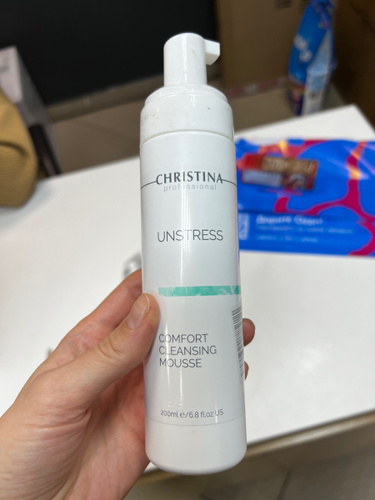 CHRISTINA
professional
UNSTRESS
COMFORT
CLEANSING
MOUSSE
200ml ℮/6.8 fl.oz US